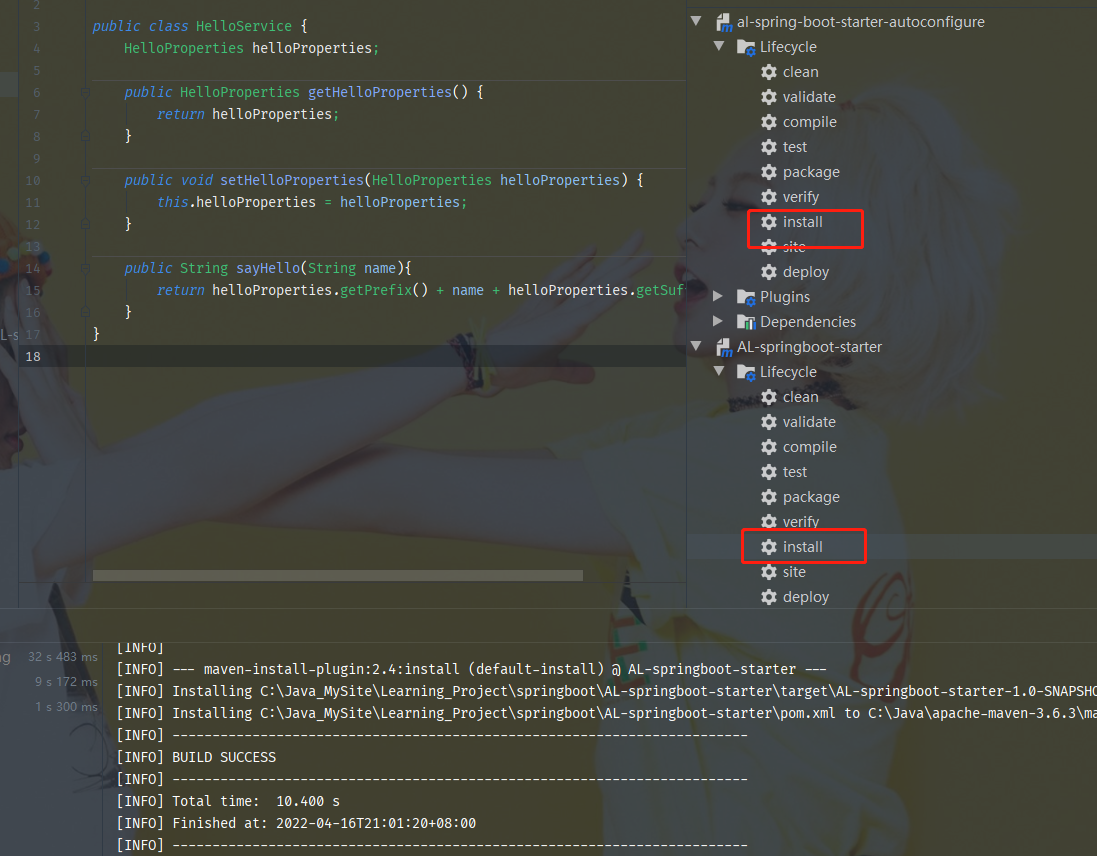 2
3 public class HelloService {
4 HelloProperties helloProperties;
5
6 public HelloProperties getHelloProperties() {
7 return helloProperties;
8 }
9
10 public void setHelloProperties(HelloProperties helloProperties) {
11 this.helloProperties = helloProperties;
12 }
13
14 public String sayHello(String name){
15 return helloProperties.getPrefix() + name + helloProperties.getSuf
16 }
L-s 17 }
18
al-spring-boot-starter-autoconfigure
Lifecycle
clean
validate
compile
test
package
verify
install
site
deploy
Plugins
Dependencies
AL-springboot-starter
Lifecycle
clean
validate
compile
test
package
verify
install
site
deploy
ng 32 s 483 ms
9 s 172 ms
1 s 300 ms
[INFO]
[INFO] --- maven-install-plugin:2.4:install (default-install) @ AL-springboot-starter ---
[INFO] Installing C:\Java_MySite\Learning_Project\springboot\AL-springboot-starter\target\AL-springboot-starter-1.0-SNAPSHO
[INFO] Installing C:\Java_MySite\Learning_Project\springboot\AL-springboot-starter\pom.xml to C:\Java\apache-maven-3.6.3\ma
[INFO] ------------------------------------------------------------------------
[INFO] BUILD SUCCESS
[INFO] ------------------------------------------------------------------------
[INFO] Total time:  10.400 s
[INFO] Finished at: 2022-04-16T21:01:20+08:00
[INFO] ------------------------------------------------------------------------